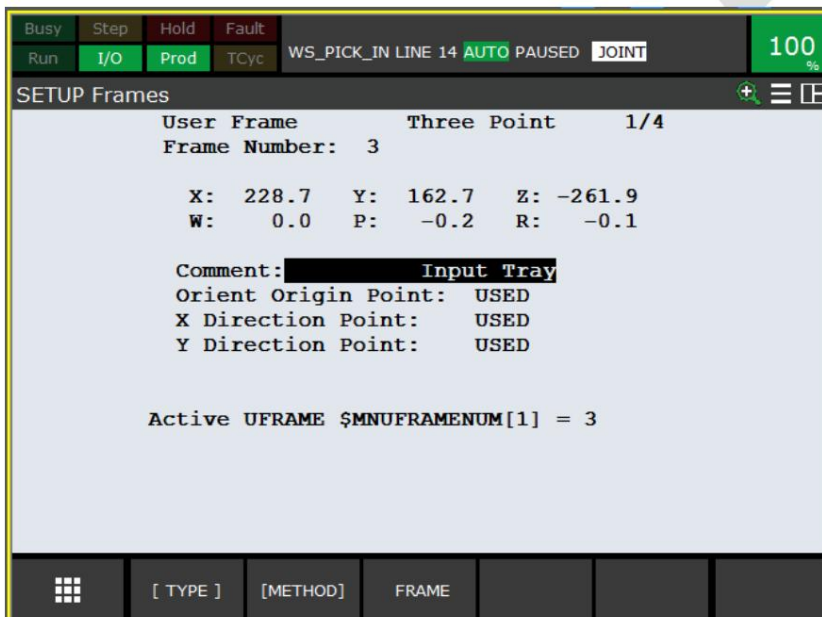 Busy Step Hold Fault
Run I/O Prod TCyc WS_PICK_IN LINE 14 AUTO PAUSED JOINT 100 %
SETUP Frames
User Frame Three Point 1/4
Frame Number: 3
X: 228.7 Y: 162.7 Z: -261.9
W: 0.0 P: -0.2 R: -0.1
Comment: Input Tray
Orient Origin Point: USED
X Direction Point: USED
Y Direction Point: USED
Active UFRAME $MNUFRAMENUM[1] = 3
[ TYPE ] [METHOD] FRAME